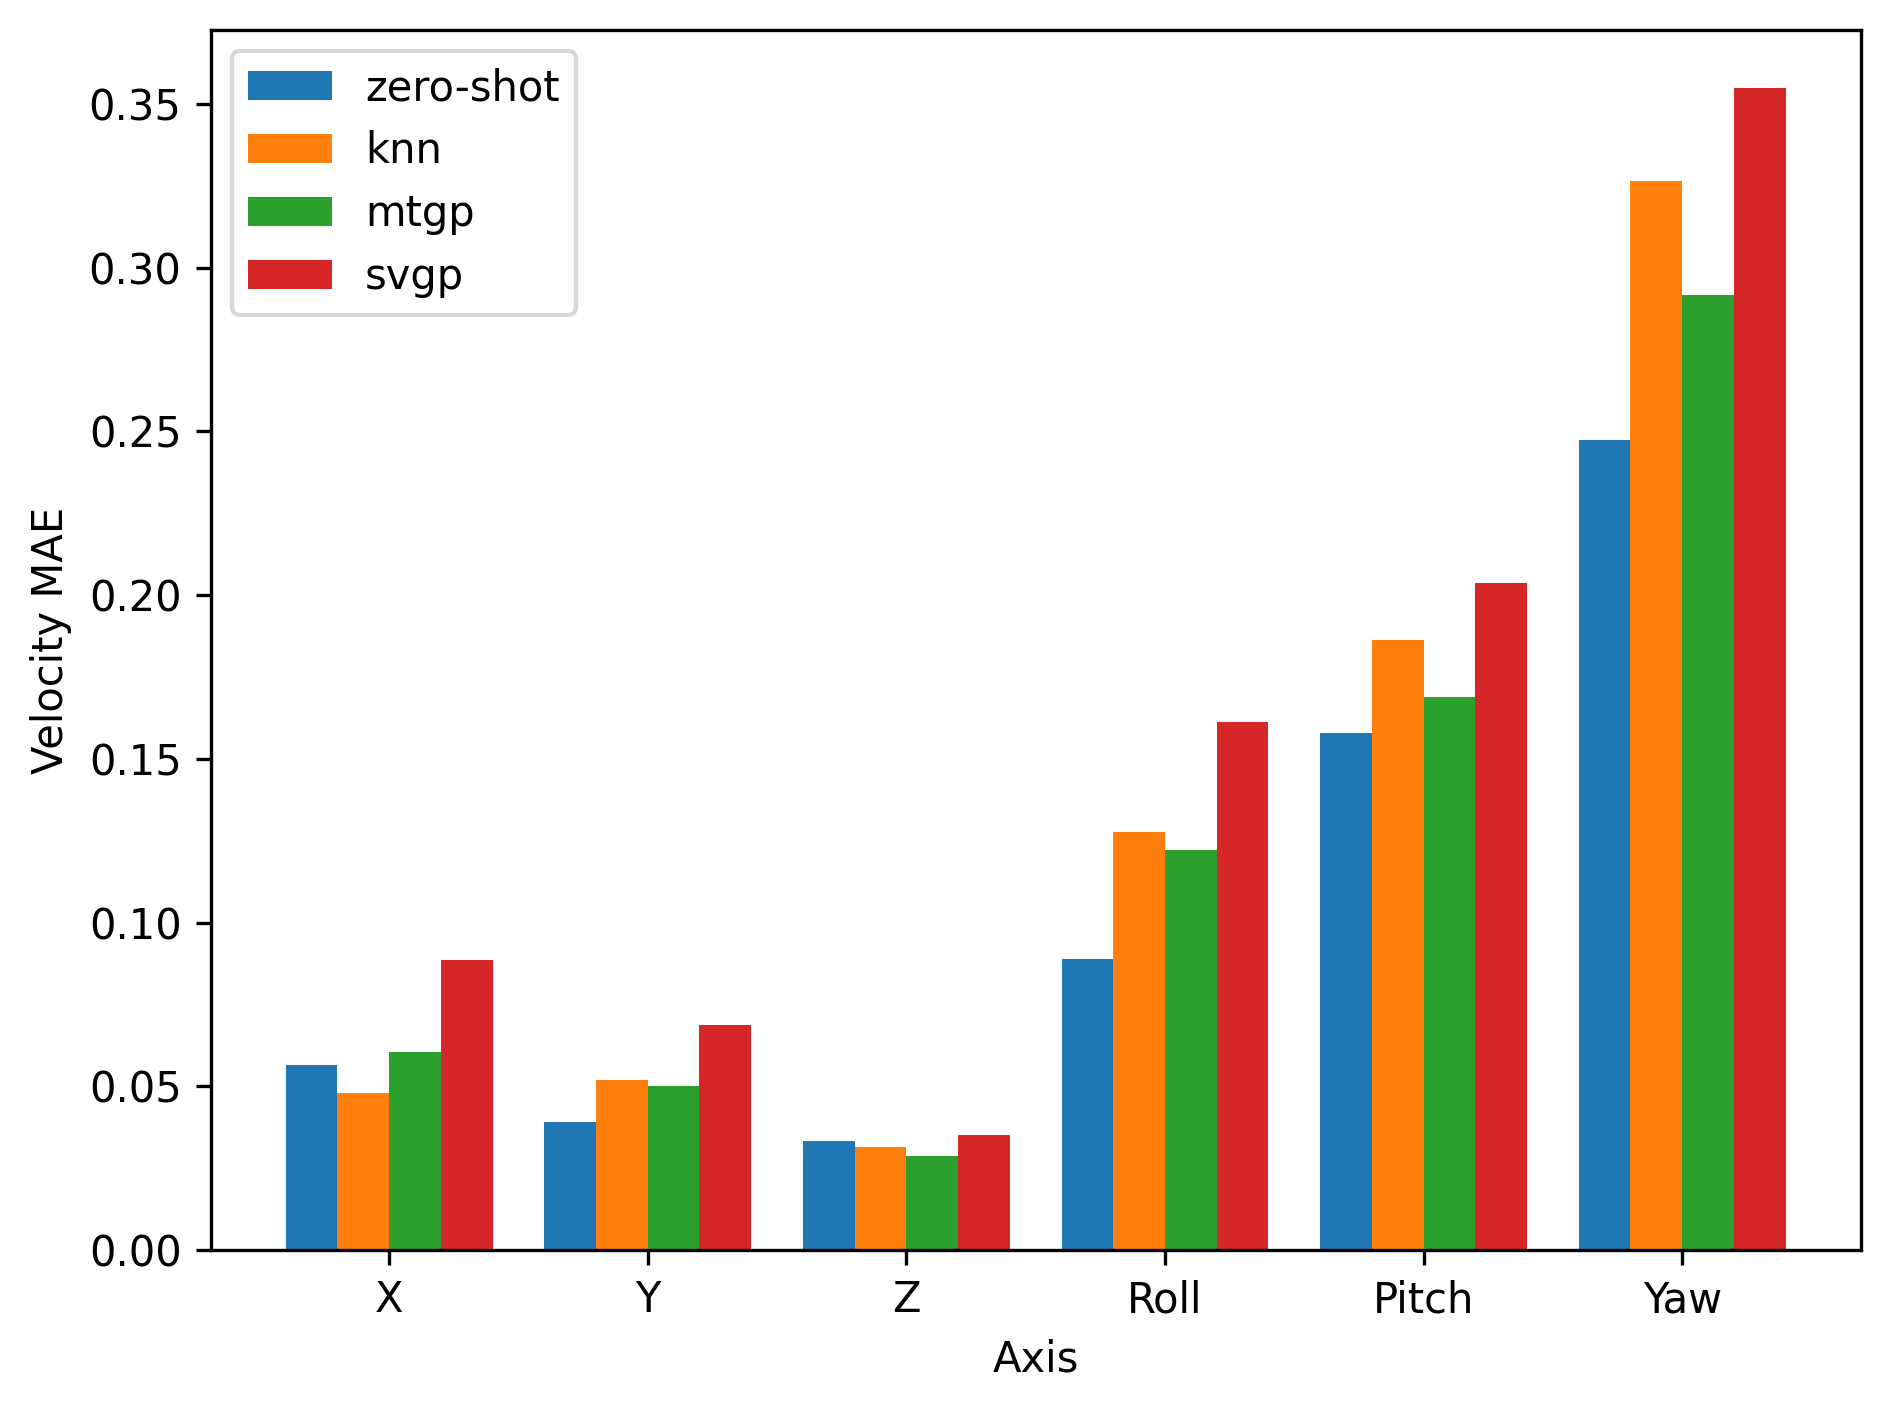 zero-shot
knn
mtgp
svgp
0.35
0.30
0.25
0.20
0.15
0.10
0.05
0.00
Velocity MAE
X Y Z Roll Pitch Yaw
Axis